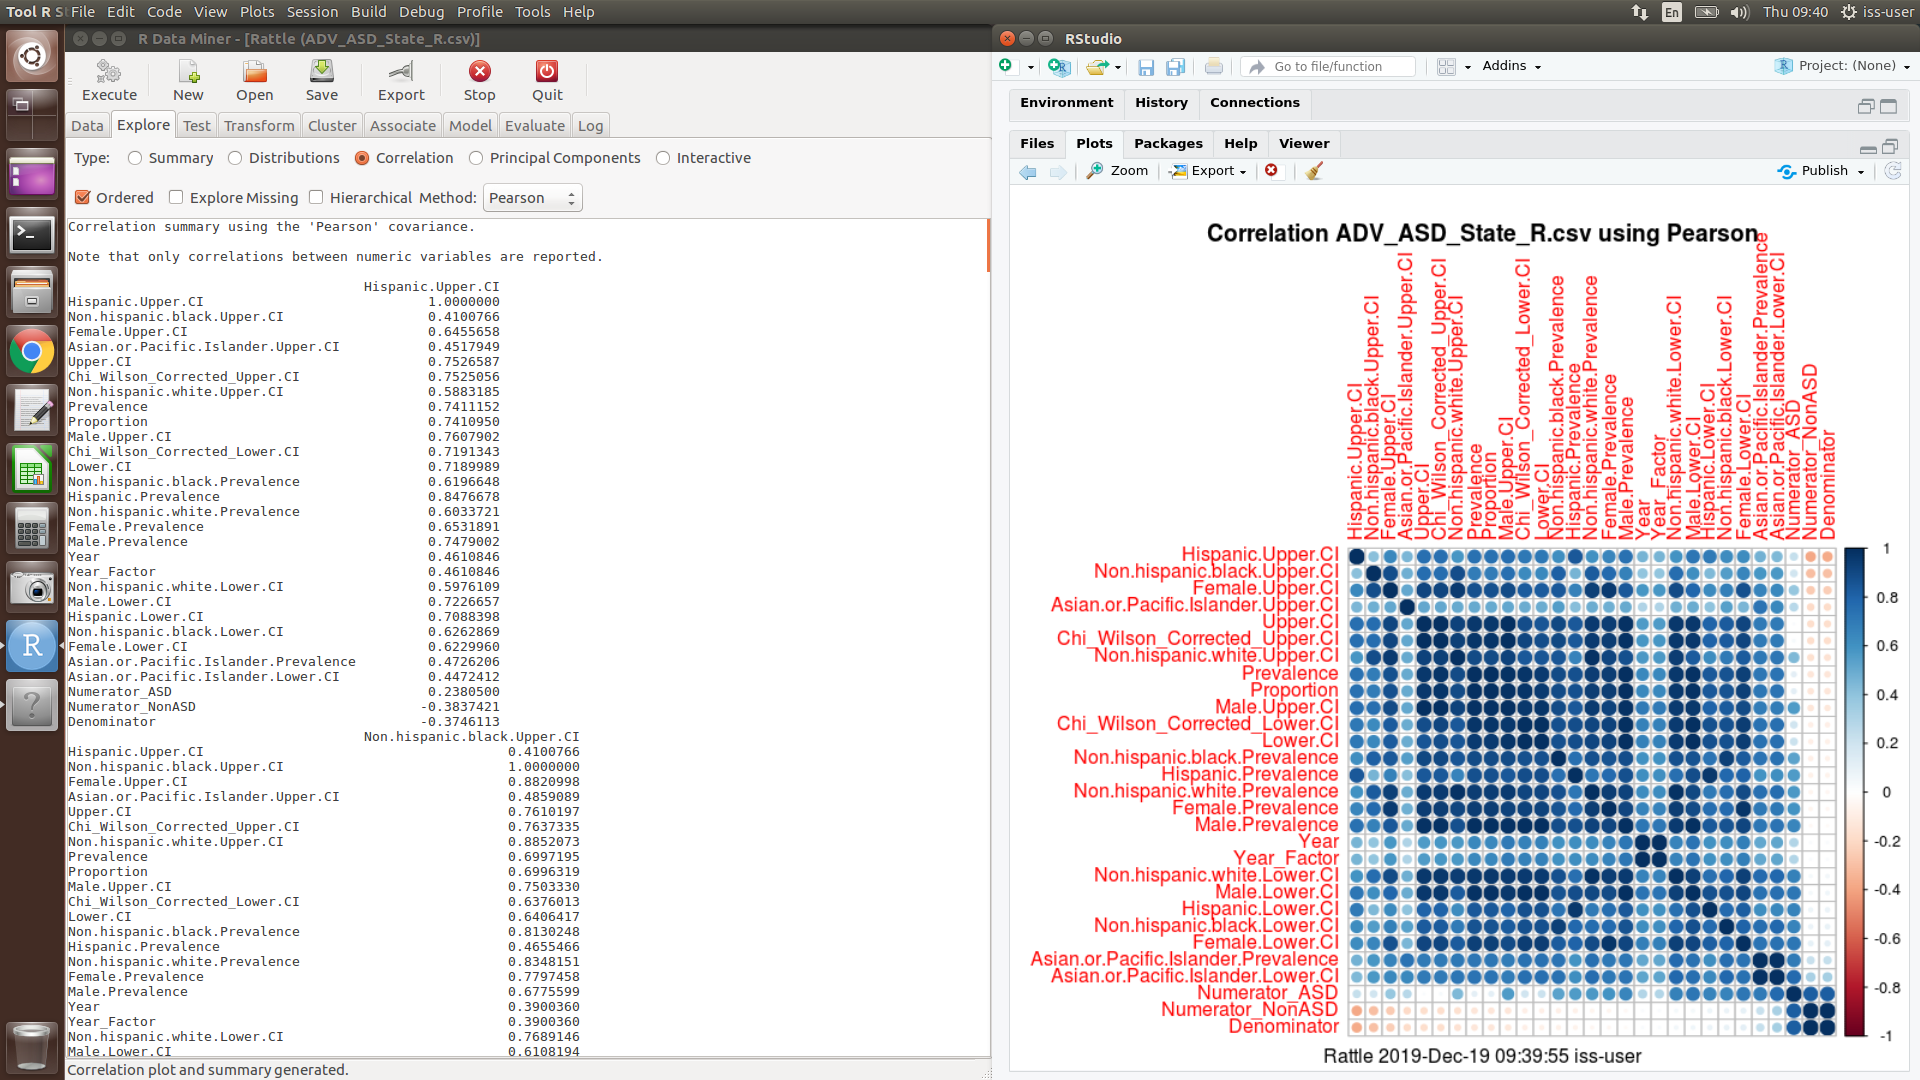 Tool R St File Edit Code View Plots Session Build Debug Profile Tools Help
En Thu 09:40 iss-user
R Data Miner - [Rattle (ADV_ASD_State_R.csv)]
Execute New Open Save Export Stop Quit
Data Explore Test Transform Cluster Associate Model Evaluate Log
Type: Summary Distributions Correlation Principal Components Interactive
Ordered Explore Missing Hierarchical Method: Pearson
Correlation summary using the 'Pearson' covariance.
Note that only correlations between numeric variables are reported.
Hispanic.Upper.CI
Hispanic.Upper.CI 1.0000000
Non.hispanic.black.Upper.CI 0.4100766
Female.Upper.CI 0.6455658
Asian.or.Pacific.Islander.Upper.CI 0.4517949
Upper.CI 0.7526587
Chi_Wilson_Corrected_Upper.CI 0.7525056
Non.hispanic.white.Upper.CI 0.5883185
Prevalence 0.7411152
Proportion 0.7410950
Male.Upper.CI 0.7607902
Chi_Wilson_Corrected_Lower.CI 0.7191343
Lower.CI 0.7189989
Non.hispanic.black.Prevalence 0.6196648
Hispanic.Prevalence 0.8476678
Non.hispanic.white.Prevalence 0.6033721
Female.Prevalence 0.6531891
Male.Prevalence 0.7479002
Year 0.4610846
Year_Factor 0.4610846
Non.hispanic.white.Lower.CI 0.5976109
Male.Lower.CI 0.7226657
Hispanic.Lower.CI 0.7088398
Non.hispanic.black.Lower.CI 0.6262869
Female.Lower.CI 0.6229960
Asian.or.Pacific.Islander.Prevalence 0.4726206
Asian.or.Pacific.Islander.Lower.CI 0.4472412
Numerator_ASD 0.2380500
Numerator_NonASD -0.3837421
Denominator -0.3746113
Non.hispanic.black.Upper.CI
Hispanic.Upper.CI 0.4100766
Non.hispanic.black.Upper.CI 1.0000000
Female.Upper.CI 0.8820998
Asian.or.Pacific.Islander.Upper.CI 0.4859089
Upper.CI 0.7610197
Chi_Wilson_Corrected_Upper.CI 0.7637335
Non.hispanic.white.Upper.CI 0.8852073
Prevalence 0.6997195
Proportion 0.6996319
Male.Upper.CI 0.7503330
Chi_Wilson_Corrected_Lower.CI 0.6376013
Lower.CI 0.6406417
Non.hispanic.black.Prevalence 0.8130248
Hispanic.Prevalence 0.4655466
Non.hispanic.white.Prevalence 0.8348151
Female.Prevalence 0.7797458
Male.Prevalence 0.6775599
Year 0.3900360
Year_Factor 0.3900360
Non.hispanic.white.Lower.CI 0.7689146
Male.Lower.CI 0.6108194
Correlation plot and summary generated.
RStudio
Go to file/function Addins Project: (None)
Environment History Connections
Files Plots Packages Help Viewer
Zoom Export Publish
Correlation ADV_ASD_State_R.csv using Pearson
Hispanic.Upper.CI
Non.hispanic.black.Upper.CI
Female.Upper.CI
Asian.or.Pacific.Islander.Upper.CI
Upper.CI
Chi_Wilson_Corrected_Upper.CI
Non.hispanic.white.Upper.CI
Prevalence
Proportion
Male.Upper.CI
Chi_Wilson_Corrected_Lower.CI
Lower.CI
Non.hispanic.black.Prevalence
Hispanic.Prevalence
Non.hispanic.white.Prevalence
Female.Prevalence
Male.Prevalence
Year
Year_Factor
Non.hispanic.white.Lower.CI
Male.Lower.CI
Hispanic.Lower.CI
Non.hispanic.black.Lower.CI
Female.Lower.CI
Asian.or.Pacific.Islander.Prevalence
Asian.or.Pacific.Islander.Lower.CI
Numerator_ASD
Numerator_NonASD
Denominator
Hispanic.Upper.CI
Non.hispanic.black.Upper.CI
Female.Upper.CI
Asian.or.Pacific.Islander.Upper.CI
Upper.CI
Chi_Wilson_Corrected_Upper.CI
Non.hispanic.white.Upper.CI
Prevalence
Proportion
Male.Upper.CI
Chi_Wilson_Corrected_Lower.CI
Lower.CI
Non.hispanic.black.Prevalence
Hispanic.Prevalence
Non.hispanic.white.Prevalence
Female.Prevalence
Male.Prevalence
Year
Year_Factor
Non.hispanic.white.Lower.CI
Male.Lower.CI
Hispanic.Lower.CI
Non.hispanic.black.Lower.CI
Female.Lower.CI
Asian.or.Pacific.Islander.Prevalence
Asian.or.Pacific.Islander.Lower.CI
Numerator_ASD
Numerator_NonASD
Denominator
1
0.8
0.6
0.4
0.2
0
-0.2
-0.4
-0.6
-0.8
-1
Rattle 2019-Dec-19 09:39:55 iss-user